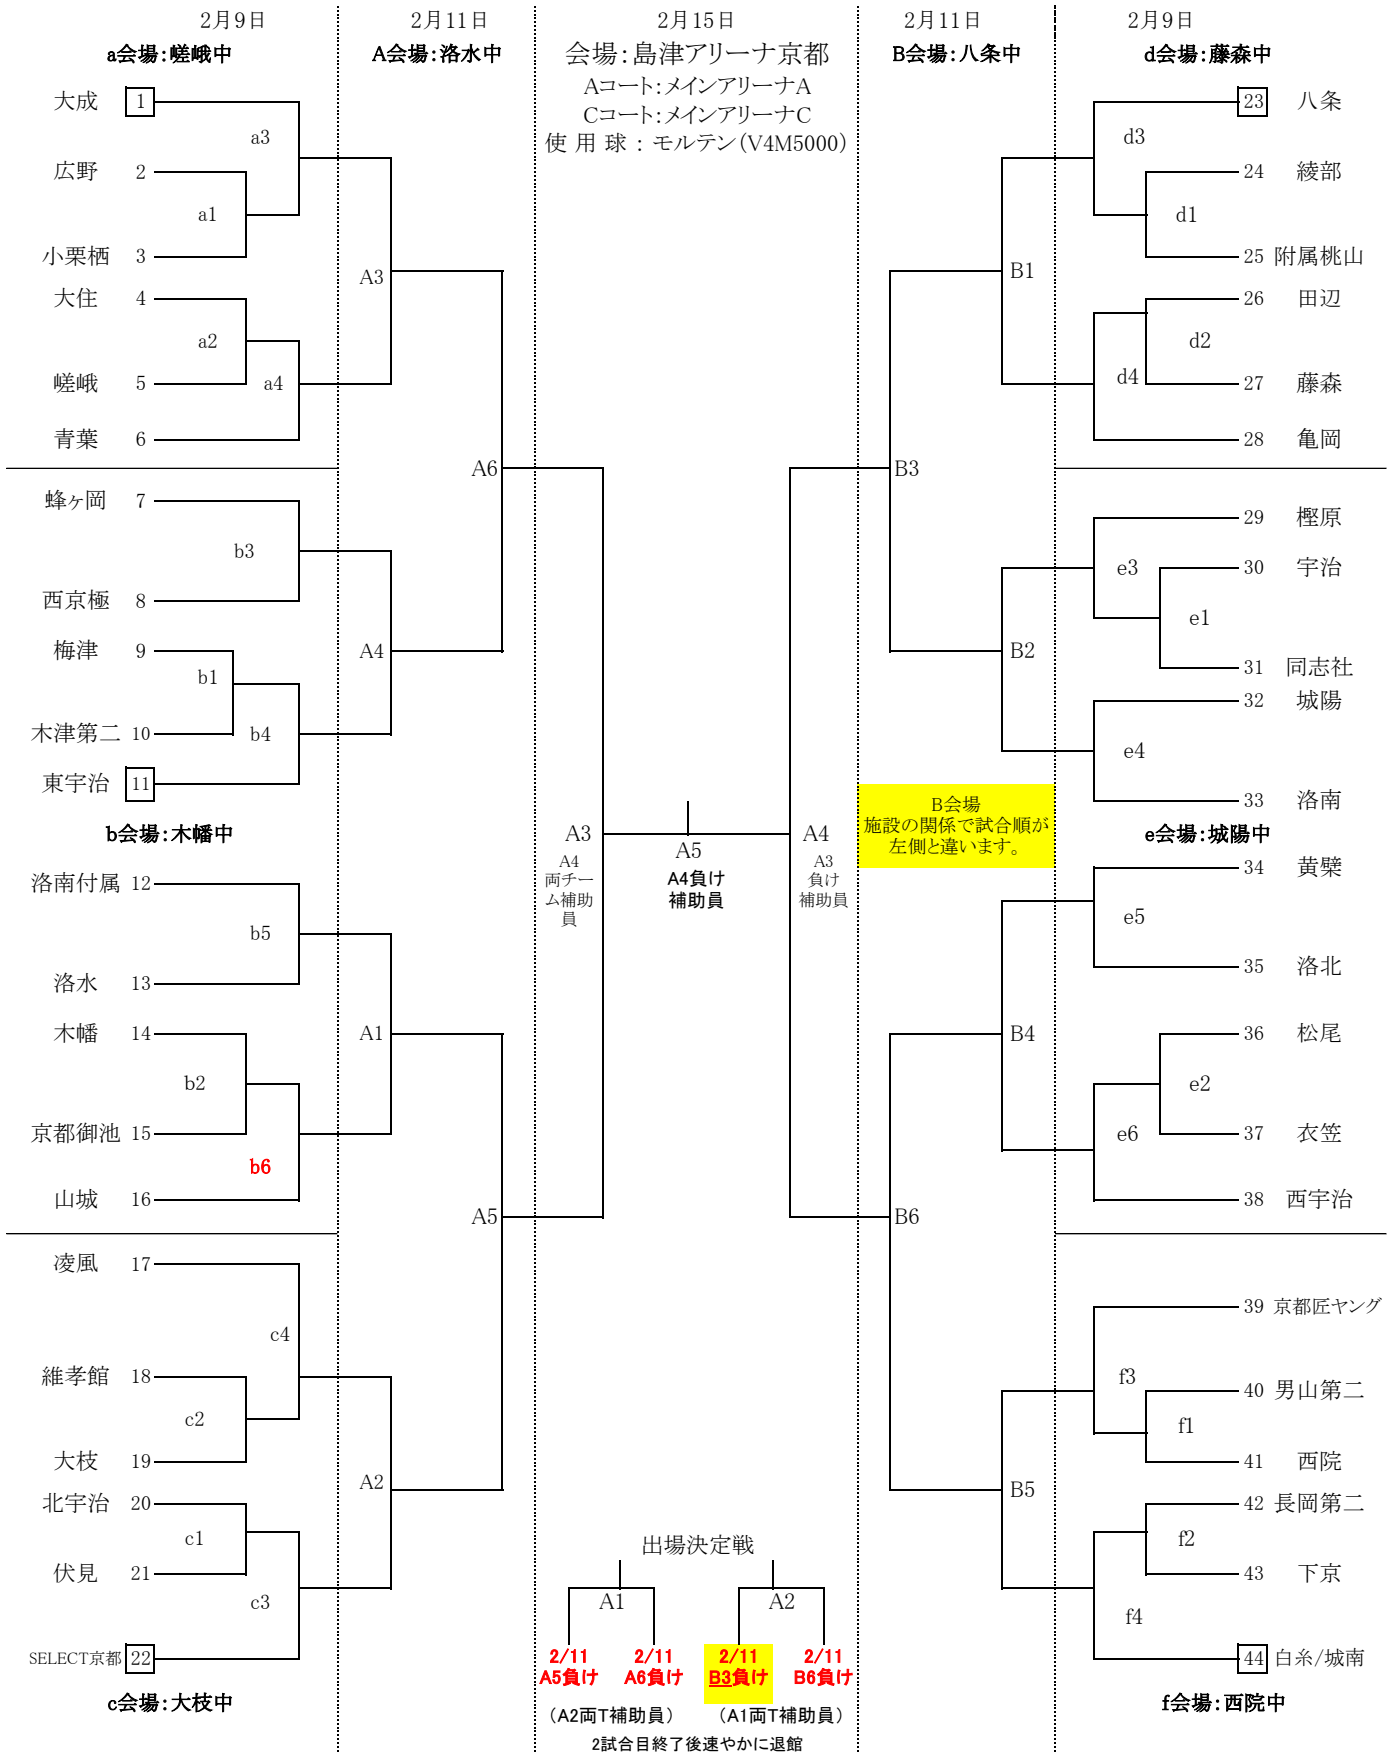 2月9日
2月11日
2月15日
2月11日
2月9日
a会場：嵯峨中
A会場：洛水中
会場：島津アリーナ京都
B会場：八条中
d会場：藤森中
Aコート：メインアリーナA
Cコート：メインアリーナC
使 用 球 ： モルテン（V4M5000）
大成 1
a3
広野 2
a1
小栗栖 3
大住 4
a2
嵯峨 5
a4
青葉 6
A3
A6
蜂ヶ岡 7
b3
西京極 8
梅津 9
b1
木津第二 10
b4
東宇治 11
A4
b会場：木幡中
洛南付属 12
b5
洛水 13
木幡 14
b2
京都御池 15
b6
山城 16
A1
A5
凌風 17
c4
維孝館 18
c2
大枝 19
北宇治 20
c1
伏見 21
c3
SELECT京都 22
A2
c会場：大枝中
A3
A4
両チー
ム補助
員
A5
A4負け
補助員
A4
A3
負け
補助員
出場決定戦
A1
A2
2/11
A5負け
2/11
A6負け
2/11
B3負け
2/11
B6負け
（A2両T補助員）
（A1両T補助員）
2試合目終了後速やかに退館
B1
B3
B2
B会場
施設の関係で試合順が
左側と違います。
B4
B6
B5
23 八条
d3
24 綾部
d1
25 附属桃山
26 田辺
d2
d4
27 藤森
28 亀岡
29 樫原
e3
30 宇治
e1
31 同志社
32 城陽
e4
33 洛南
e会場：城陽中
34 黄檗
e5
35 洛北
36 松尾
e2
e6
37 衣笠
38 西宇治
39 京都匠ヤング
f3
40 男山第二
f1
41 西院
42 長岡第二
f2
43 下京
f4
44 白糸/城南
f会場：西院中